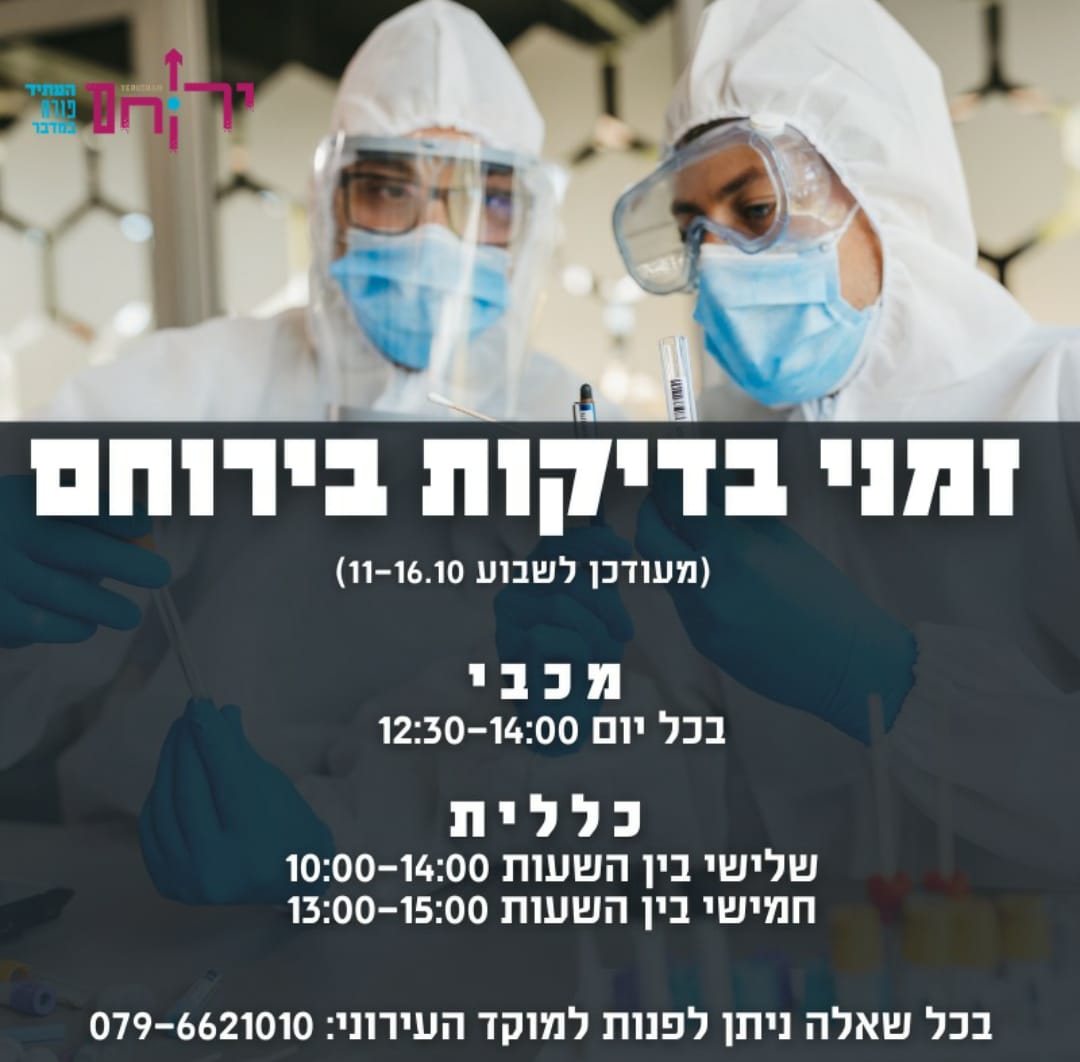 ירוחם
YERUCHAM
העתיד
פורח
במדבר
זמני בדיקות בירוחם
(מעודכן לשבוע 11-16.10)
מכבי
בכל יום 12:30-14:00
כללית
שלישי בין השעות 10:00-14:00
חמישי בין השעות 13:00-15:00
בכל שאלה ניתן לפנות למוקד העירוני: 079-6621010